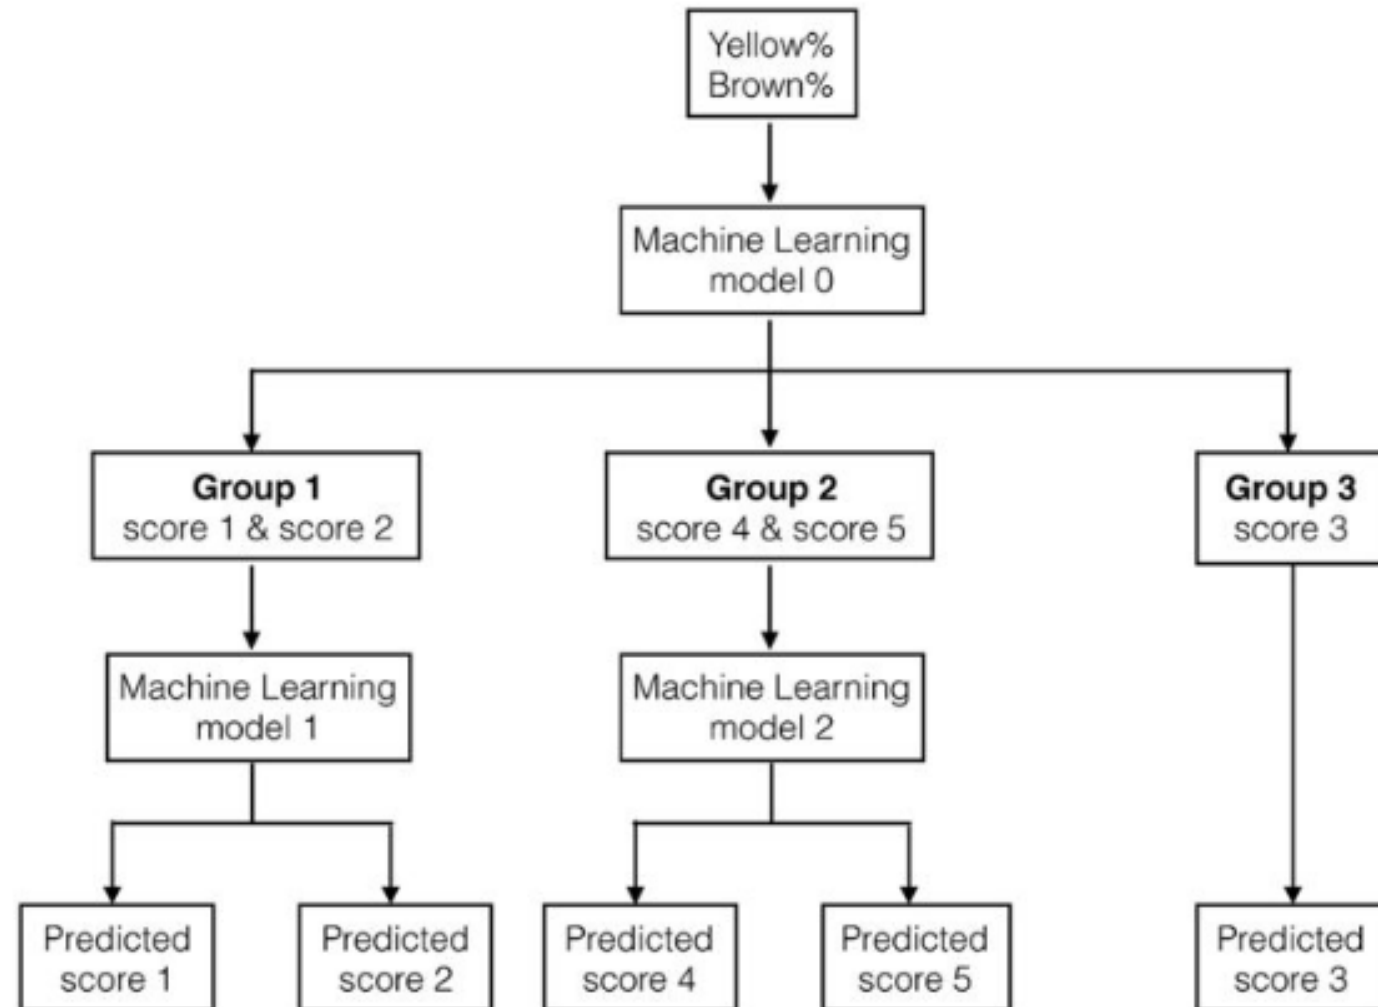 Yellow%
Brown%
Machine Learning
model 0
Group 1
score 1 & score 2
Group 2
score 4 & score 5
Group 3
score 3
Machine Learning
model 1
Machine Learning
model 2
Predicted
score 1
Predicted
score 2
Predicted
score 4
Predicted
score 5
Predicted
score 3